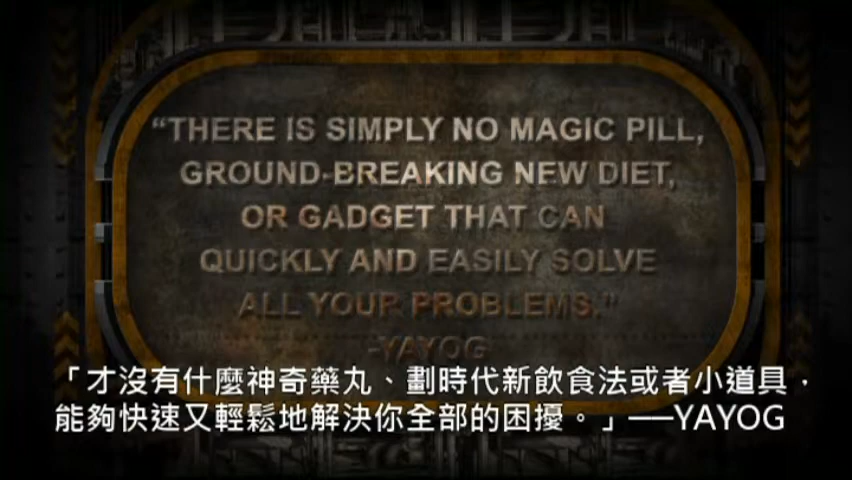 “THERE IS SIMPLY NO MAGIC PILL,
GROUND-BREAKING NEW DIET,
OR GADGET THAT CAN
QUICKLY AND EASILY SOLVE
ALL YOUR PROBLEMS.”
-YAYOG
「才沒有什麼神奇藥丸、劃時代新飲食法或者小道具，
能夠快速又輕鬆地解決你全部的困擾。」──YAYOG